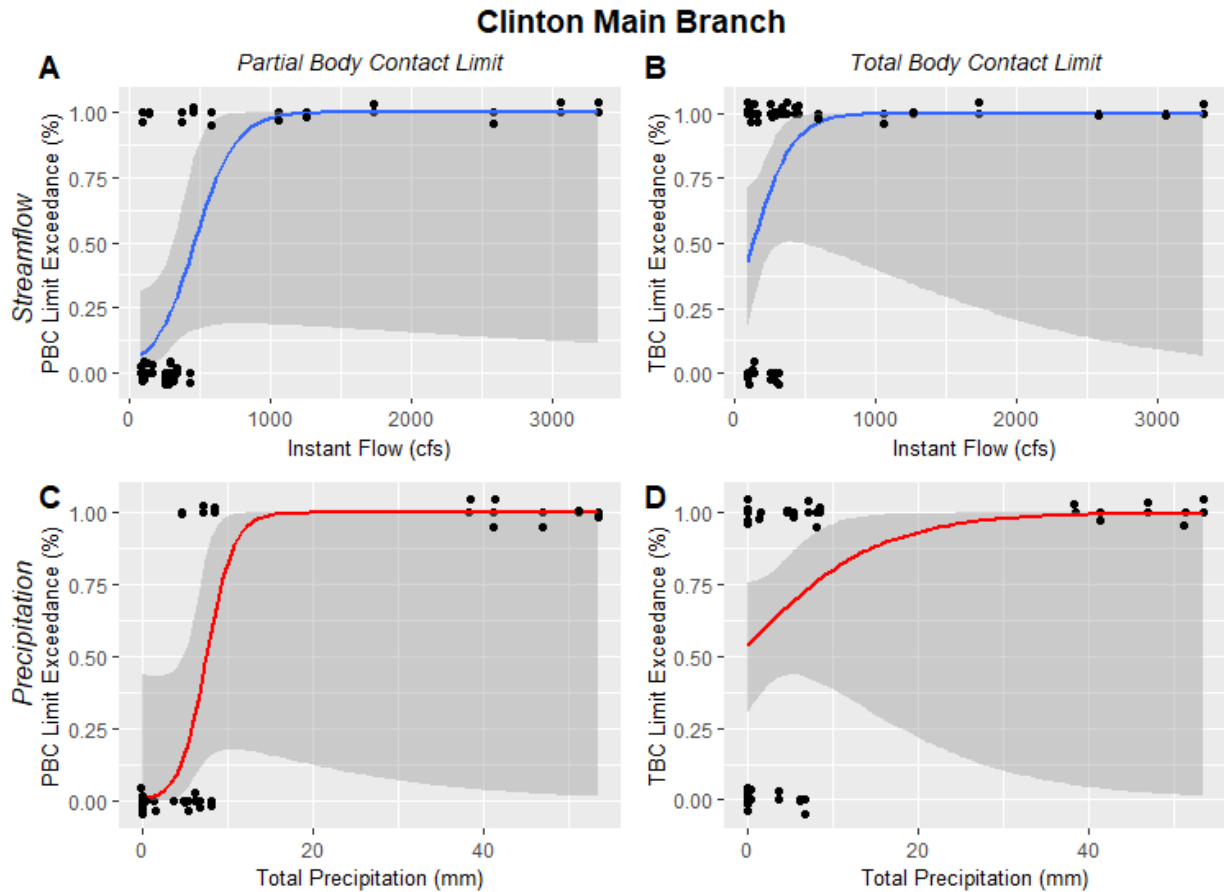 Clinton Main Branch
A
Partial Body Contact Limit
B
Total Body Contact Limit
Streamflow
PBC Limit Exceedance (%)
1.00
0.75
0.50
0.25
0.00
0
1000
2000
3000
Instant Flow (cfs)
TBC Limit Exceedance (%)
1.00
0.75
0.50
0.25
0.00
0
1000
2000
3000
Instant Flow (cfs)
C
Precipitation
PBC Limit Exceedance (%)
1.00
0.75
0.50
0.25
0.00
0
20
40
Total Precipitation (mm)
D
TBC Limit Exceedance (%)
1.00
0.75
0.50
0.25
0.00
0
20
40
Total Precipitation (mm)